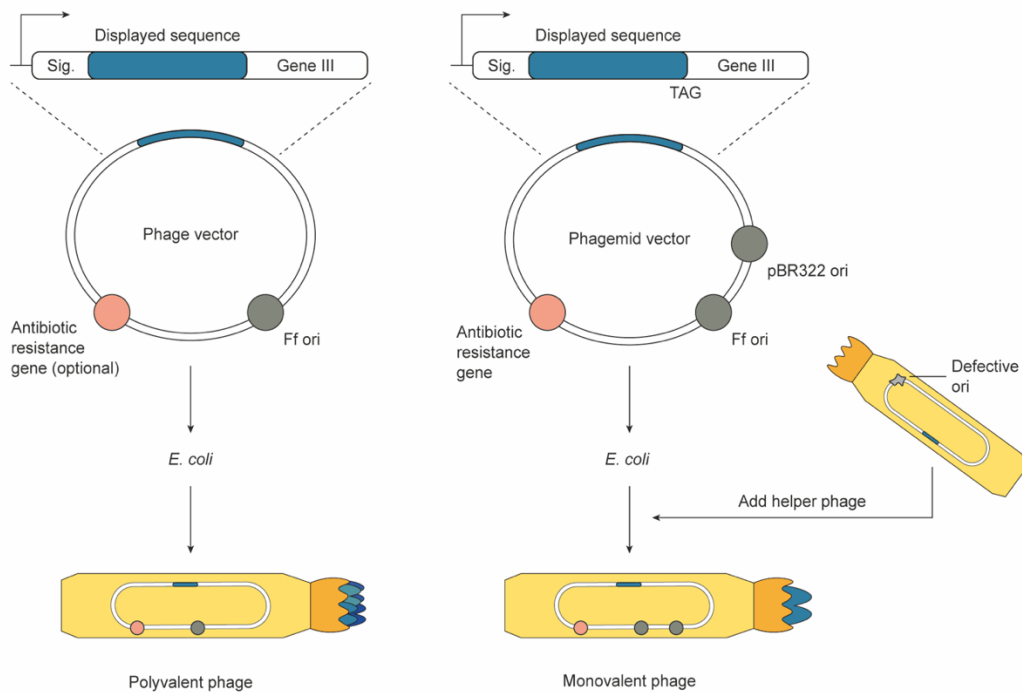 Displayed sequence
Sig.
Gene III
Phage vector
Antibiotic
resistance
gene (optional)
Ff ori
E. coli
Polyvalent phage
Displayed sequence
Sig.
Gene III
TAG
Phagemid vector
pBR322 ori
Antibiotic
resistance
gene
Ff ori
Defective
ori
E. coli
Add helper phage
Monovalent phage